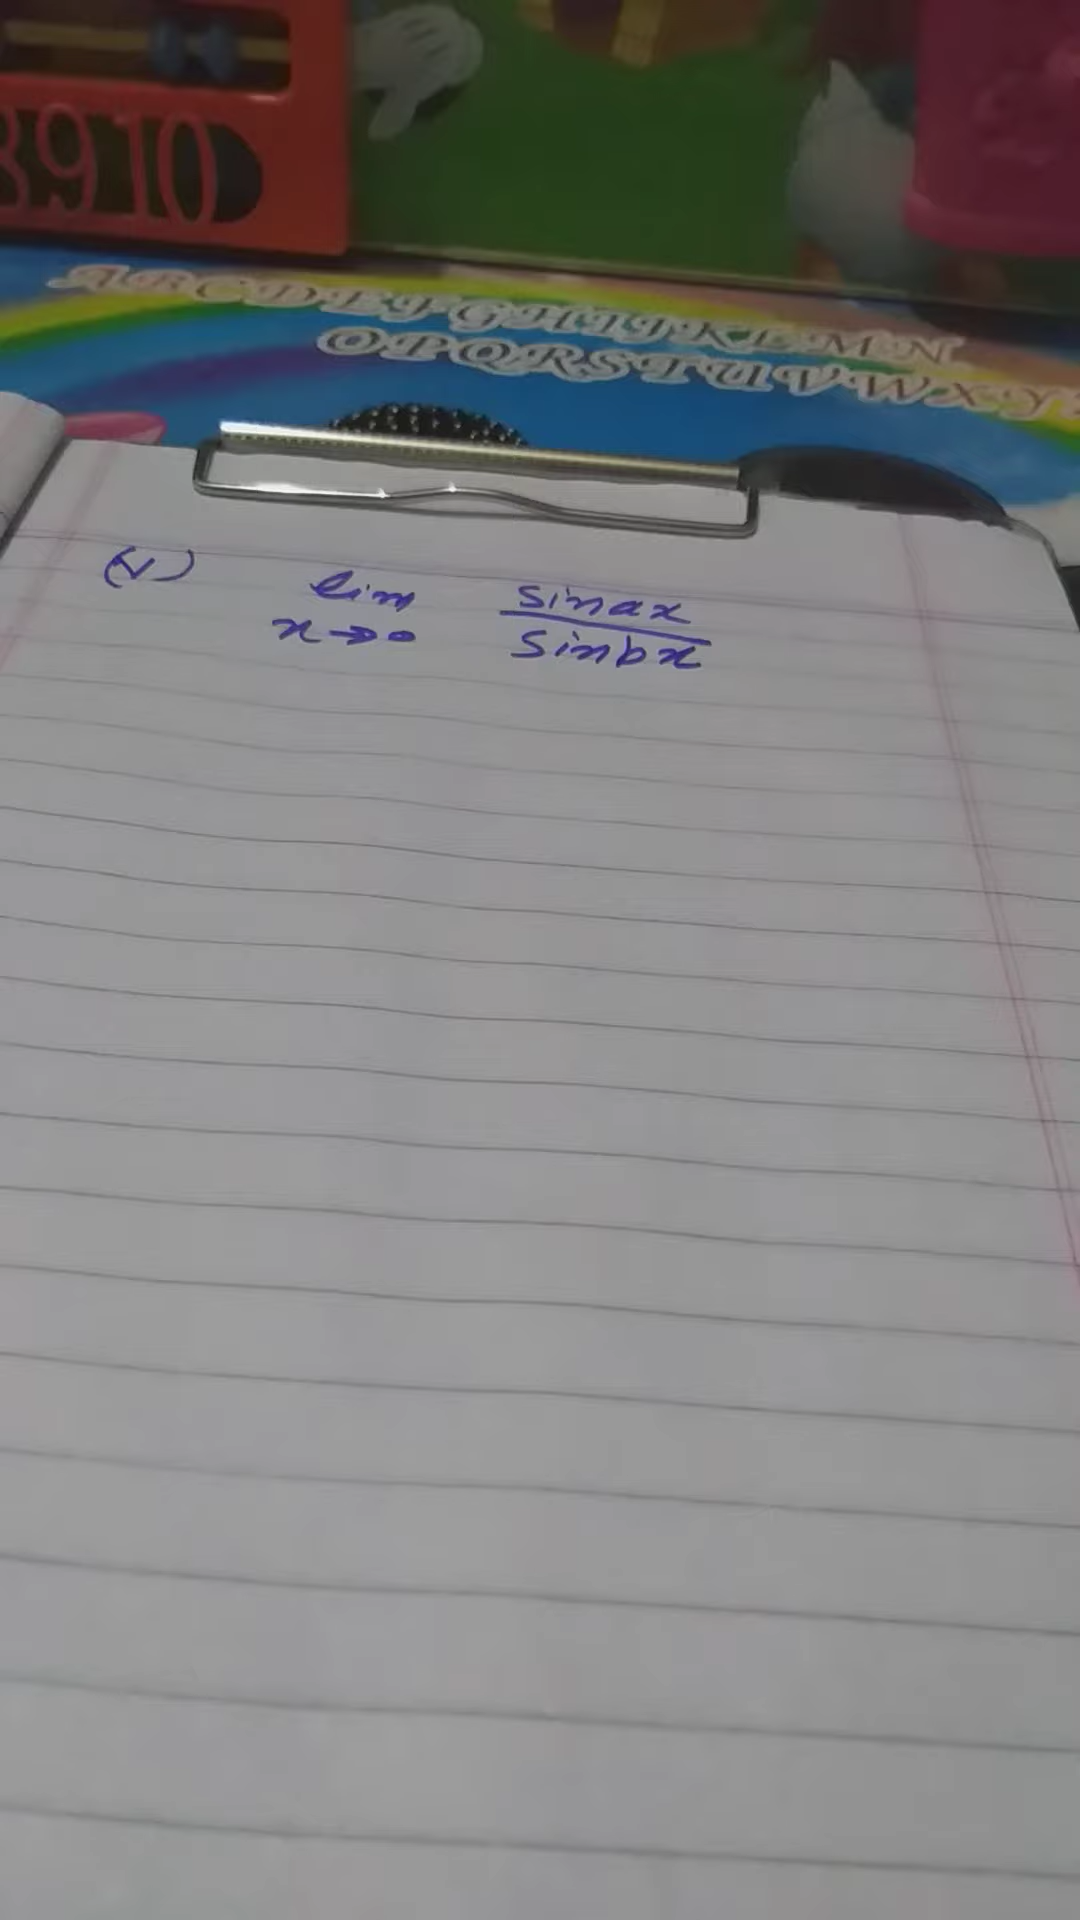 8910
ABCDEFGHIJKLMN
OPQRSTUVWXY
(v) lim sinax
x→0 sinbx